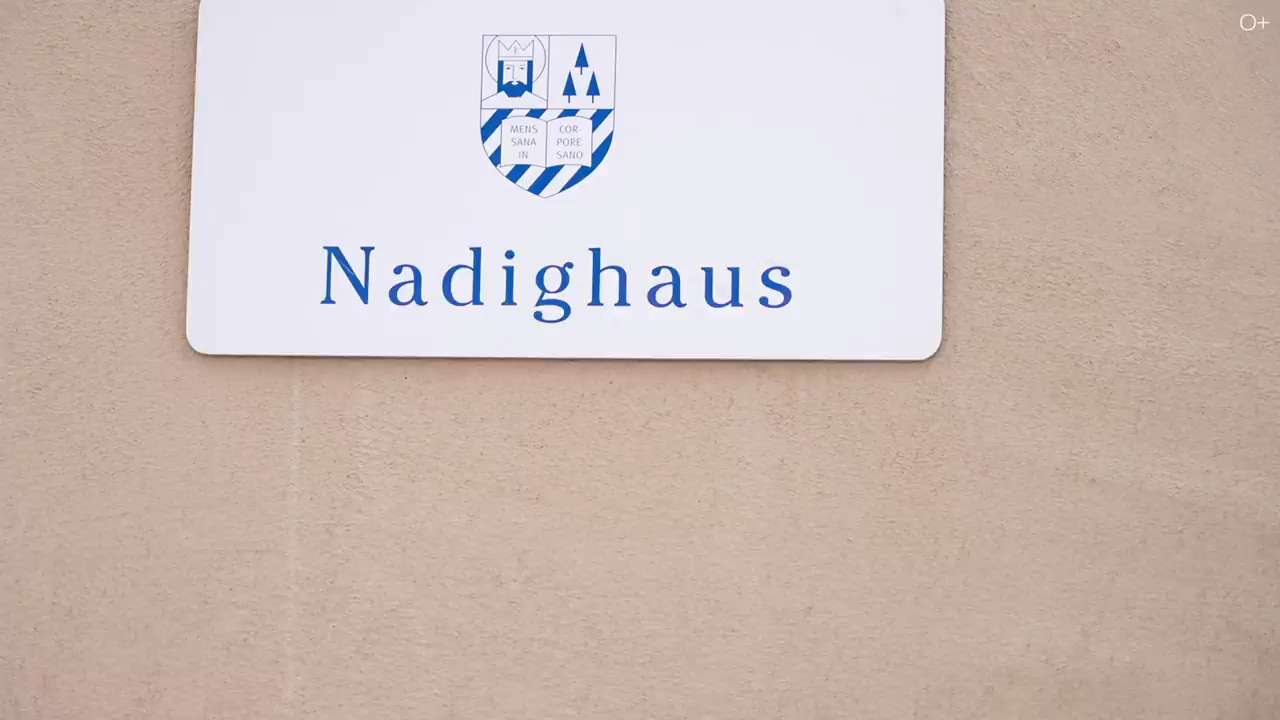 O+
MENS
SANA
IN
COR-
PORE
SANO
Nadighaus